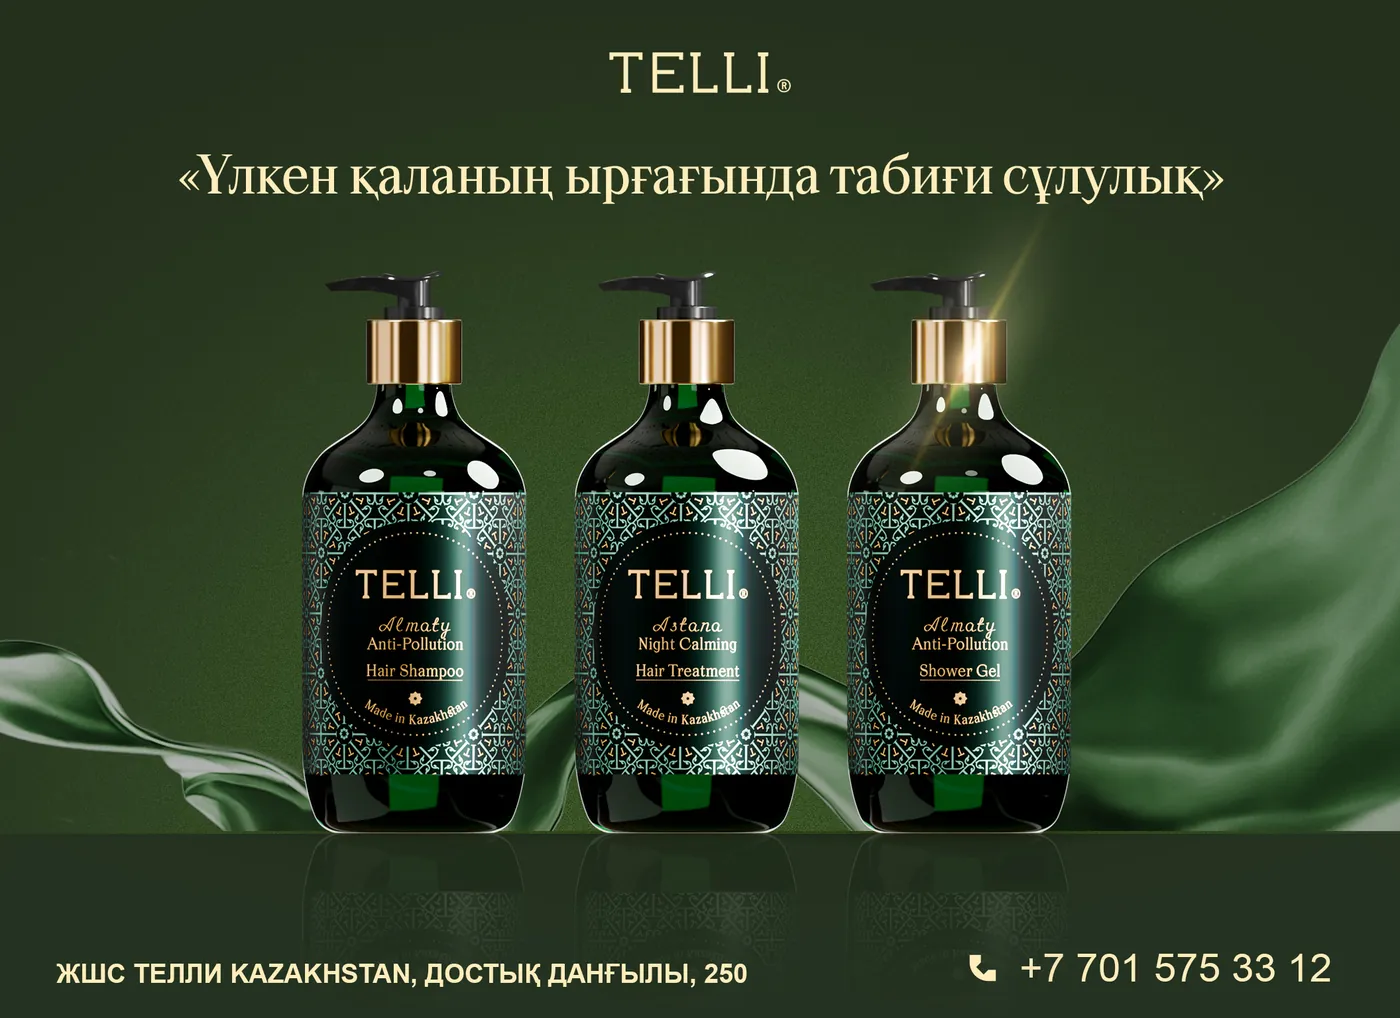 TELLI®
«Үлкен қаланың ырғағында табиғи сұлулық»
TELLI®
Almaty
Anti-Pollution
Hair Shampoo
Made in Kazakhstan
TELLI®
Astana
Night Calming
Hair Treatment
Made in Kazakhstan
TELLI®
Almaty
Anti-Pollution
Shower Gel
Made in Kazakhstan
ЖШС ТЕЛЛИ KAZAKHSTAN, ДОСТЫҚ ДАНҒЫЛЫ, 250
+7 701 575 33 12